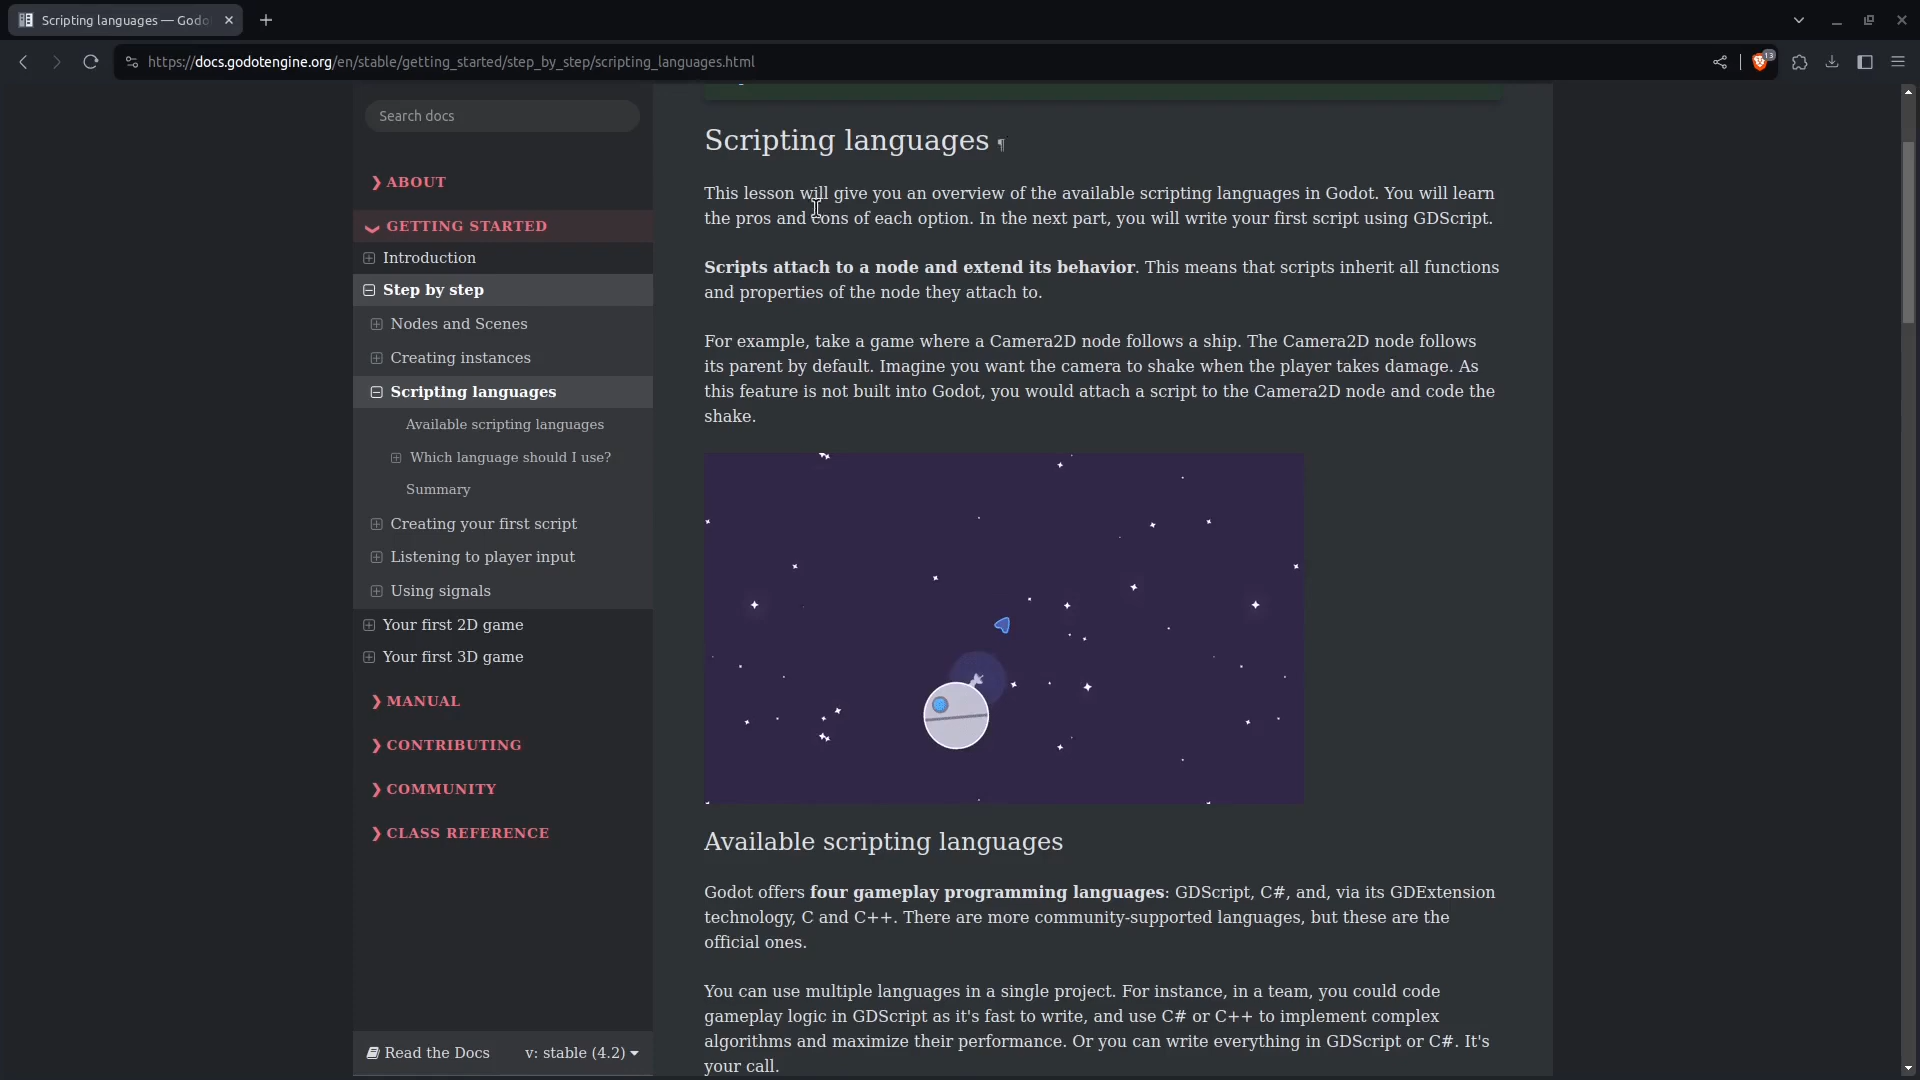 Scripting languages — Godo
https://docs.godotengine.org/en/stable/getting_started/step_by_step/scripting_languages.html
13
Search docs
ABOUT
GETTING STARTED
Introduction
Step by step
Nodes and Scenes
Creating instances
Scripting languages
Available scripting languages
Which language should I use?
Summary
Creating your first script
Listening to player input
Using signals
Your first 2D game
Your first 3D game
MANUAL
CONTRIBUTING
COMMUNITY
CLASS REFERENCE
Read the Docs
v: stable (4.2)
Scripting languages ¶
This lesson will give you an overview of the available scripting languages in Godot. You will learn
the pros and cons of each option. In the next part, you will write your first script using GDScript.
Scripts attach to a node and extend its behavior. This means that scripts inherit all functions
and properties of the node they attach to.
For example, take a game where a Camera2D node follows a ship. The Camera2D node follows
its parent by default. Imagine you want the camera to shake when the player takes damage. As
this feature is not built into Godot, you would attach a script to the Camera2D node and code the
shake.
Available scripting languages
Godot offers four gameplay programming languages: GDScript, C#, and, via its GDExtension
technology, C and C++. There are more community-supported languages, but these are the
official ones.
You can use multiple languages in a single project. For instance, in a team, you could code
gameplay logic in GDScript as it's fast to write, and use C# or C++ to implement complex
algorithms and maximize their performance. Or you can write everything in GDScript or C#. It's
your call.